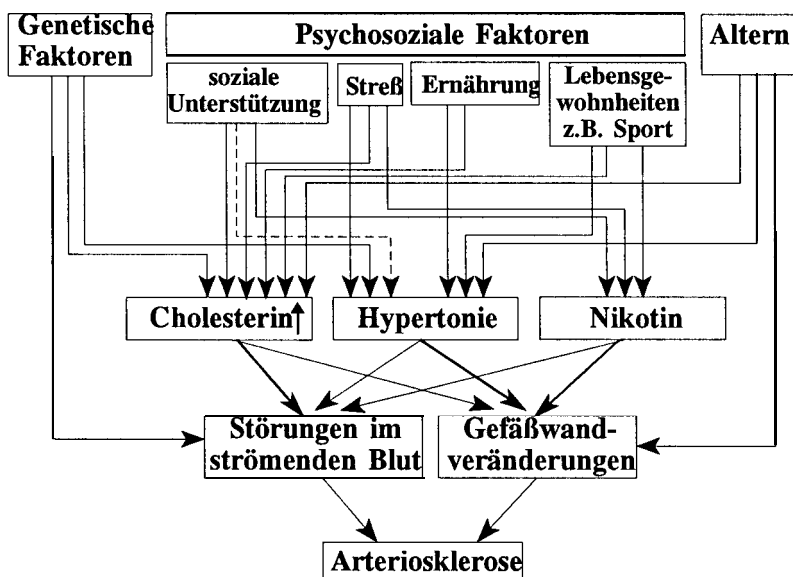 Genetische
Faktoren
Psychosoziale Faktoren
Altern
soziale
Unterstützung
Streß
Ernährung
Lebensge-
wohnheiten
z.B. Sport
Cholesterin↑
Hypertonie
Nikotin
Störungen im
strömenden Blut
Gefäßwand-
veränderungen
Arteriosklerose